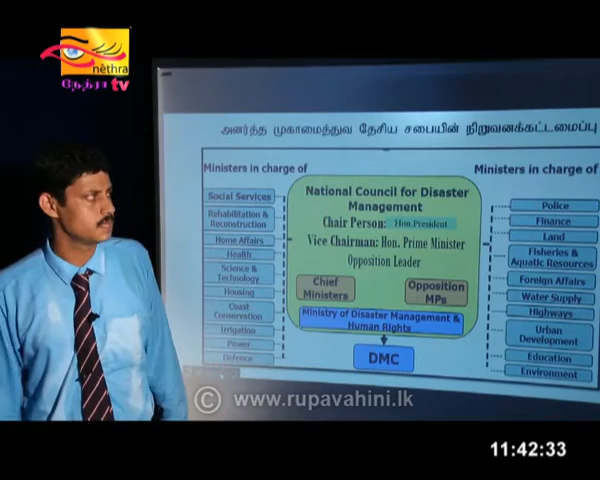 nēthra
நேத்ரா tv
அனர்த்த முகாமைத்துவ தேசிய சபையின் நிறுவனக்கட்டமைப்பு
Ministers in charge of
Social Services
Rehabilitation &
Reconstruction
Home Affairs
Health
Science &
Technology
Housing
Coast
Conservation
Irrigation
Power
Defence
National Council for Disaster
Management
Chair Person: Hon.President
Vice Chairman: Hon. Prime Minister
Opposition Leader
Chief
Ministers
Opposition
MPs
Ministry of Disaster Management &
Human Rights
DMC
Ministers in charge of
Police
Finance
Land
Fisheries &
Aquatic Resources
Foreign Affairs
Water Supply
Highways
Urban
Development
Education
Environment
© www.rupavahini.lk
11:42:33